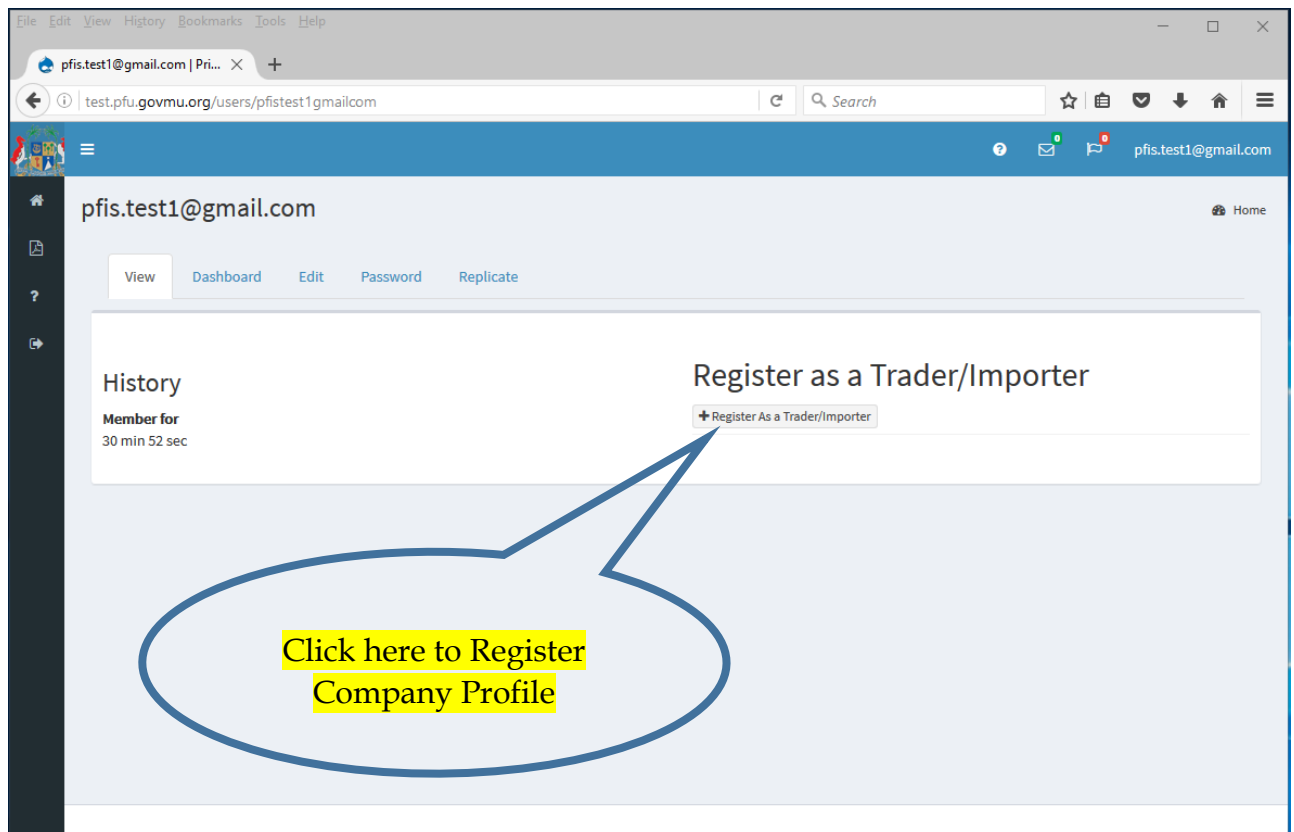 File Edit View History Bookmarks Tools Help
pfis.test1@gmail.com | Pri...
test.pfu.govmu.org/users/pfistest1gmailcom
Search
0 0 pfis.test1@gmail.com
pfis.test1@gmail.com
Home
View Dashboard Edit Password Replicate
History
Member for
30 min 52 sec
Register as a Trader/Importer
Register As a Trader/Importer
Click here to Register
Company Profile